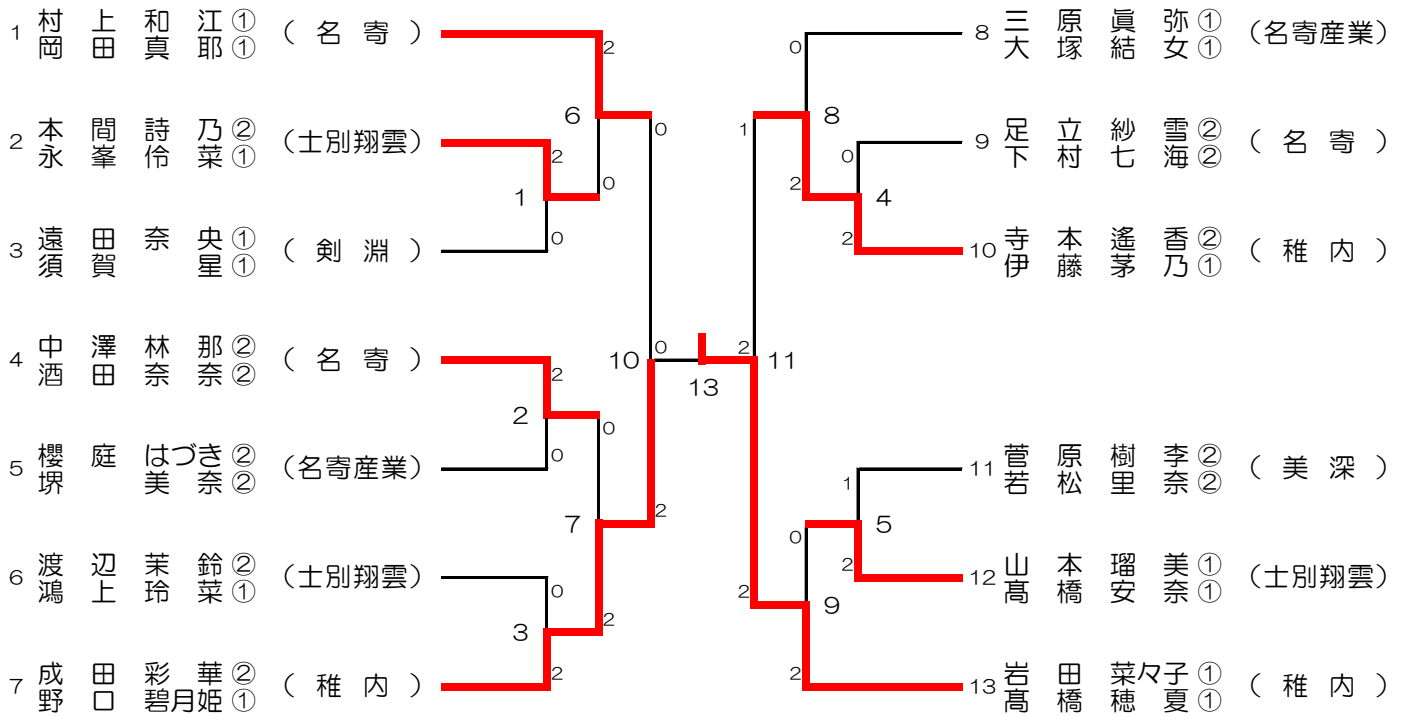 1 村上和江① (名寄)
岡田真耶①
2
6
0
2 本間詩乃② (士別翔雲)
永峯伶菜①
2
1
0
3 遠田奈央① (剣淵)
須賀 星①
0
4 中澤林那② (名寄)
酒田奈奈②
2
2
0
5 櫻庭はづき② (名寄産業)
堺 美奈②
0
10
0
13
7
2
6 渡辺茉鈴② (士別翔雲)
鴻上玲菜①
0
3
2
7 成田彩華② (稚内)
野口碧月姫①
2
0
8 三原眞弥① (名寄産業)
大塚結女①
1
8
9 足立紗雪② (名寄)
下村七海②
0
2
4
2
10 寺本遙香② (稚内)
伊藤茅乃①
2
11
11 菅原樹李② (美深)
若松里奈②
1
5
0
2
12 山本瑠美① (士別翔雲)
髙橋安奈①
2
9
2
13 岩田菜々子① (稚内)
髙橋穂夏①